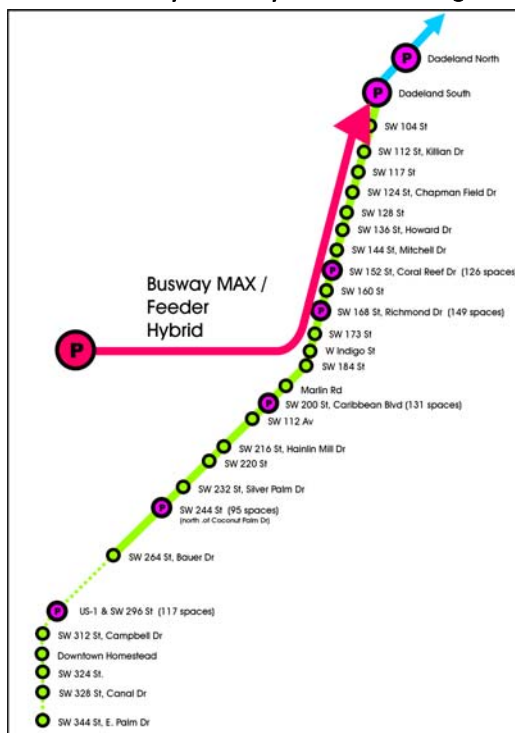 P
Dadeland North
P
Dadeland South
SW 104 St
SW 112 St, Killian Dr
SW 117 St
SW 124 St, Chapman Field Dr
SW 128 St
SW 136 St, Howard Dr
SW 144 St, Mitchell Dr
P
SW 152 St, Coral Reef Dr (126 spaces)
Busway MAX /
Feeder
Hybrid
SW 160 St
P
SW 168 St, Richmond Dr (149 spaces)
SW 173 St
P
W Indigo St
SW 184 St
Marlin Rd
P
SW 200 St, Caribbean Blvd (131 spaces)
SW 112 Av
SW 216 St, Hainlin Mill Dr
SW 220 St
SW 232 St, Silver Palm Dr
P
SW 244 St (95 spaces)
(north .of Coconut Palm Dr)
SW 264 St, Bauer Dr
P
US-1 & SW 296 St (117 spaces)
SW 312 St, Campbell Dr
Downtown Homestead
SW 324 St.
SW 328 St, Canal Dr
SW 344 St, E. Palm Dr